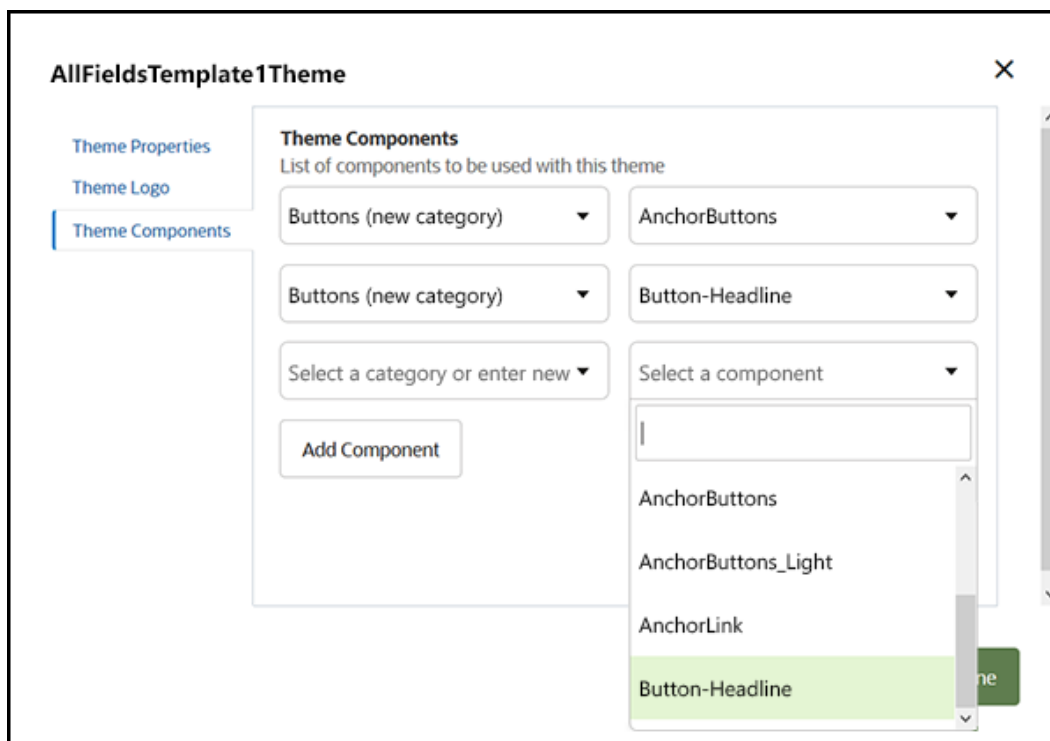 AllFieldsTemplate1Theme
Theme Properties
Theme Logo
Theme Components
Theme Components
List of components to be used with this theme
Buttons (new category)
AnchorButtons
Buttons (new category)
Button-Headline
Select a category or enter new
Select a component
Add Component
AnchorButtons
AnchorButtons_Light
AnchorLink
Button-Headline
ne